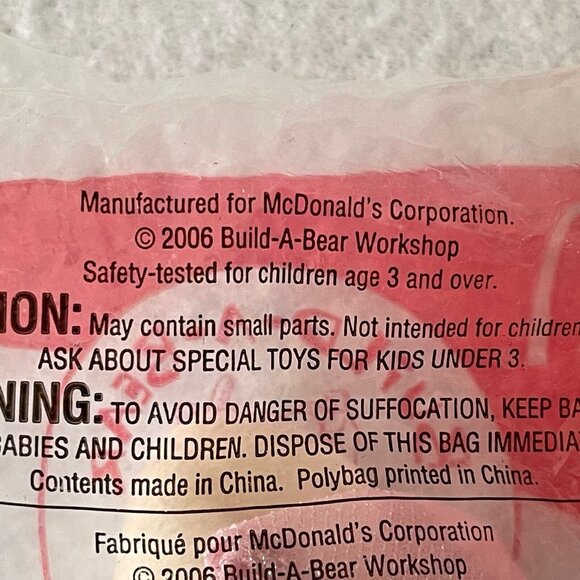 Manufactured for McDonald's Corporation.
© 2006 Build-A-Bear Workshop
Safety-tested for children age 3 and over.
ION: May contain small parts. Not intended for children
ASK ABOUT SPECIAL TOYS FOR KIDS UNDER 3.
NING: TO AVOID DANGER OF SUFFOCATION, KEEP BA
ABIES AND CHILDREN. DISPOSE OF THIS BAG IMMEDIA
Contents made in China. Polybag printed in China.
Fabriqué pour McDonald's Corporation
© 2006 Build-A-Bear Workshop